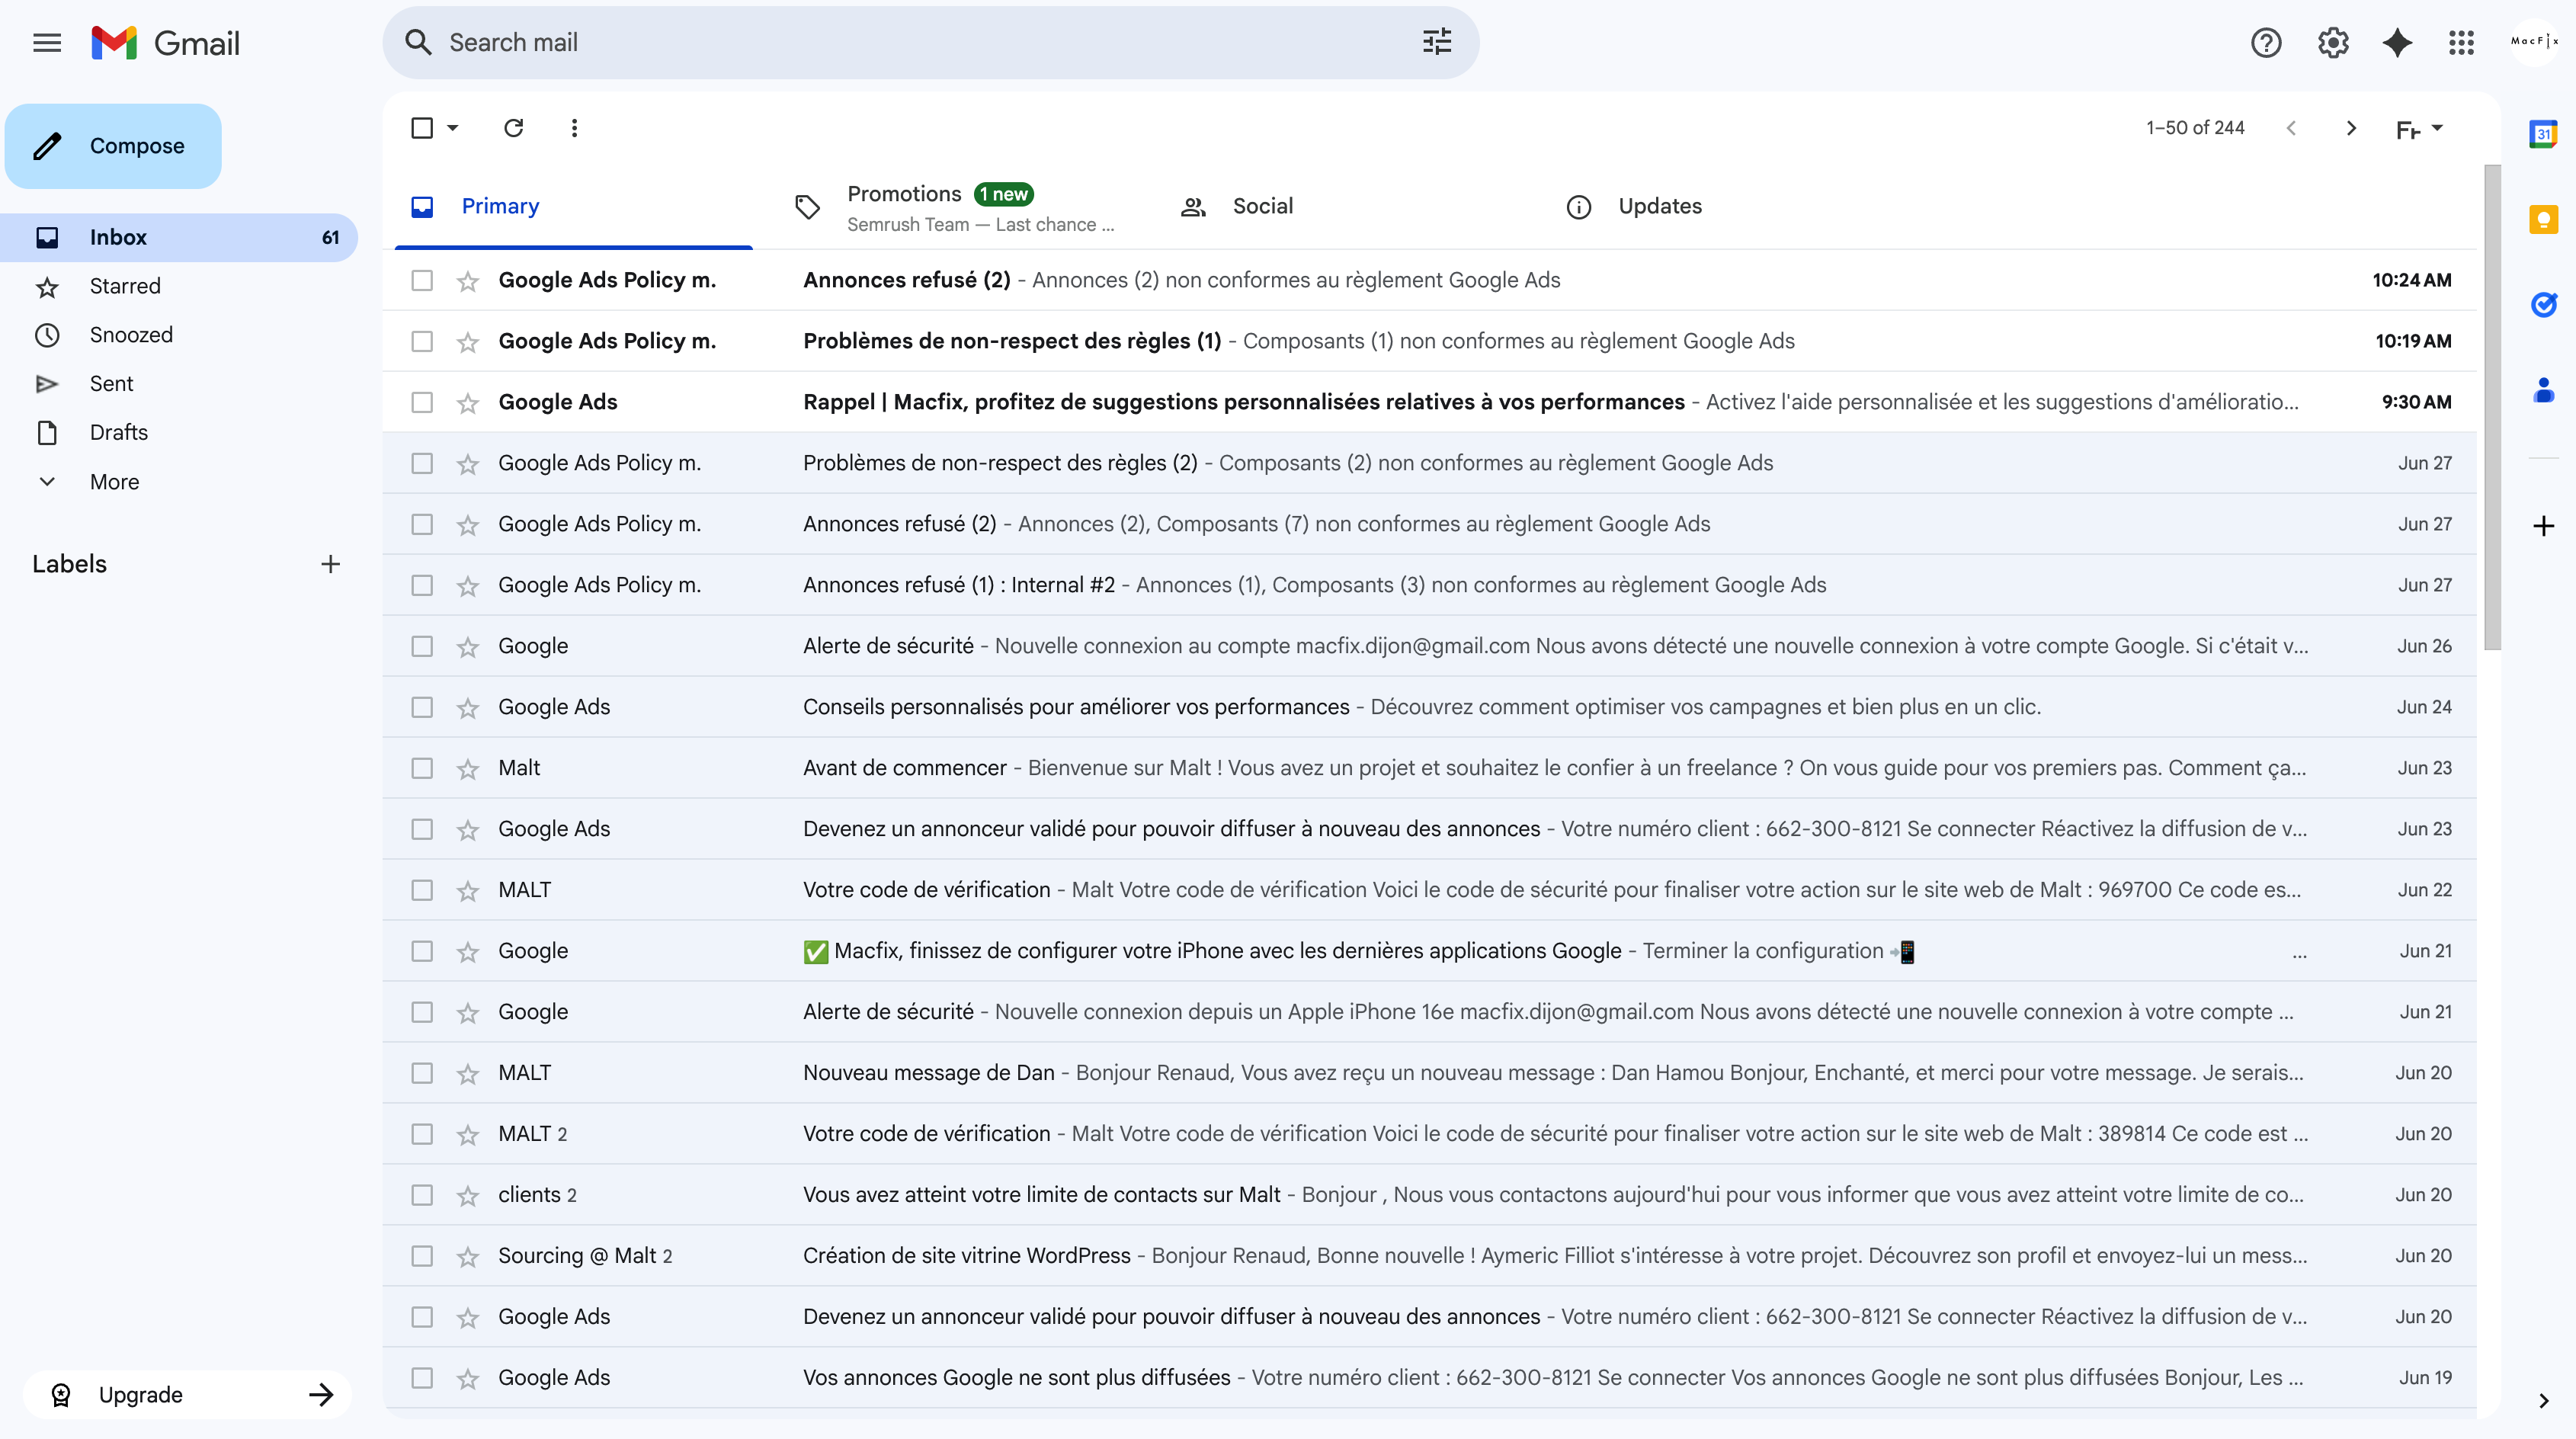 Gmail
Search mail
MacFix
Compose
Inbox 61
Starred
Snoozed
Sent
Drafts
More
Labels
Upgrade
1–50 of 244
Primary
Promotions 1 new
Semrush Team — Last chance ...
Social
Updates
Google Ads Policy m. Annonces refusé (2) - Annonces (2) non conformes au règlement Google Ads 10:24 AM
Google Ads Policy m. Problèmes de non-respect des règles (1) - Composants (1) non conformes au règlement Google Ads 10:19 AM
Google Ads Rappel | Macfix, profitez de suggestions personnalisées relatives à vos performances - Activez l'aide personnalisée et les suggestions d'amélioratio... 9:30 AM
Google Ads Policy m. Problèmes de non-respect des règles (2) - Composants (2) non conformes au règlement Google Ads Jun 27
Google Ads Policy m. Annonces refusé (2) - Annonces (2), Composants (7) non conformes au règlement Google Ads Jun 27
Google Ads Policy m. Annonces refusé (1) : Internal #2 - Annonces (1), Composants (3) non conformes au règlement Google Ads Jun 27
Google Alerte de sécurité - Nouvelle connexion au compte macfix.dijon@gmail.com Nous avons détecté une nouvelle connexion à votre compte Google. Si c'était v... Jun 26
Google Ads Conseils personnalisés pour améliorer vos performances - Découvrez comment optimiser vos campagnes et bien plus en un clic. Jun 24
Malt Avant de commencer - Bienvenue sur Malt ! Vous avez un projet et souhaitez le confier à un freelance ? On vous guide pour vos premiers pas. Comment ça... Jun 23
Google Ads Devenez un annonceur validé pour pouvoir diffuser à nouveau des annonces - Votre numéro client : 662-300-8121 Se connecter Réactivez la diffusion de v... Jun 23
MALT Votre code de vérification - Malt Votre code de vérification Voici le code de sécurité pour finaliser votre action sur le site web de Malt : 969700 Ce code es... Jun 22
Google ✅ Macfix, finissez de configurer votre iPhone avec les dernières applications Google - Terminer la configuration 📲 ... Jun 21
Google Alerte de sécurité - Nouvelle connexion depuis un Apple iPhone 16e macfix.dijon@gmail.com Nous avons détecté une nouvelle connexion à votre compte ... Jun 21
MALT Nouveau message de Dan - Bonjour Renaud, Vous avez reçu un nouveau message : Dan Hamou Bonjour, Enchanté, et merci pour votre message. Je serais... Jun 20
MALT 2 Votre code de vérification - Malt Votre code de vérification Voici le code de sécurité pour finaliser votre action sur le site web de Malt : 389814 Ce code est ... Jun 20
clients 2 Vous avez atteint votre limite de contacts sur Malt - Bonjour , Nous vous contactons aujourd'hui pour vous informer que vous avez atteint votre limite de co... Jun 20
Sourcing @ Malt 2 Création de site vitrine WordPress - Bonjour Renaud, Bonne nouvelle ! Aymeric Filliot s'intéresse à votre projet. Découvrez son profil et envoyez-lui un mess... Jun 20
Google Ads Devenez un annonceur validé pour pouvoir diffuser à nouveau des annonces - Votre numéro client : 662-300-8121 Se connecter Réactivez la diffusion de v... Jun 20
Google Ads Vos annonces Google ne sont plus diffusées - Votre numéro client : 662-300-8121 Se connecter Vos annonces Google ne sont plus diffusées Bonjour, Les ... Jun 19
31